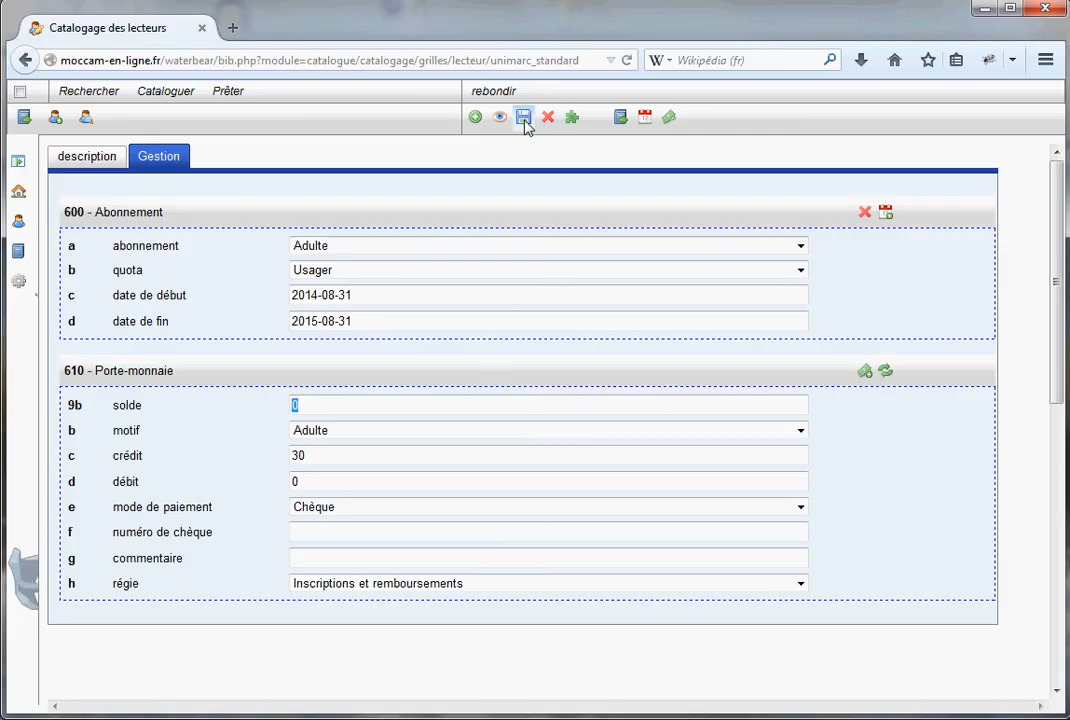 Catalogage des lecteurs
moccam-en-ligne.fr/waterbear/bib.php?module=catalogue/catalogage/grilles/lecteur/unimarc_standard
Wikipédia (fr)
Rechercher Cataloguer Prêter
rebondir
description Gestion
600 - Abonnement
a abonnement Adulte
b quota Usager
c date de début 2014-08-31
d date de fin 2015-08-31
610 - Porte-monnaie
9b solde 0
b motif Adulte
c crédit 30
d débit 0
e mode de paiement Chèque
f numéro de chèque
g commentaire
h régie Inscriptions et remboursements